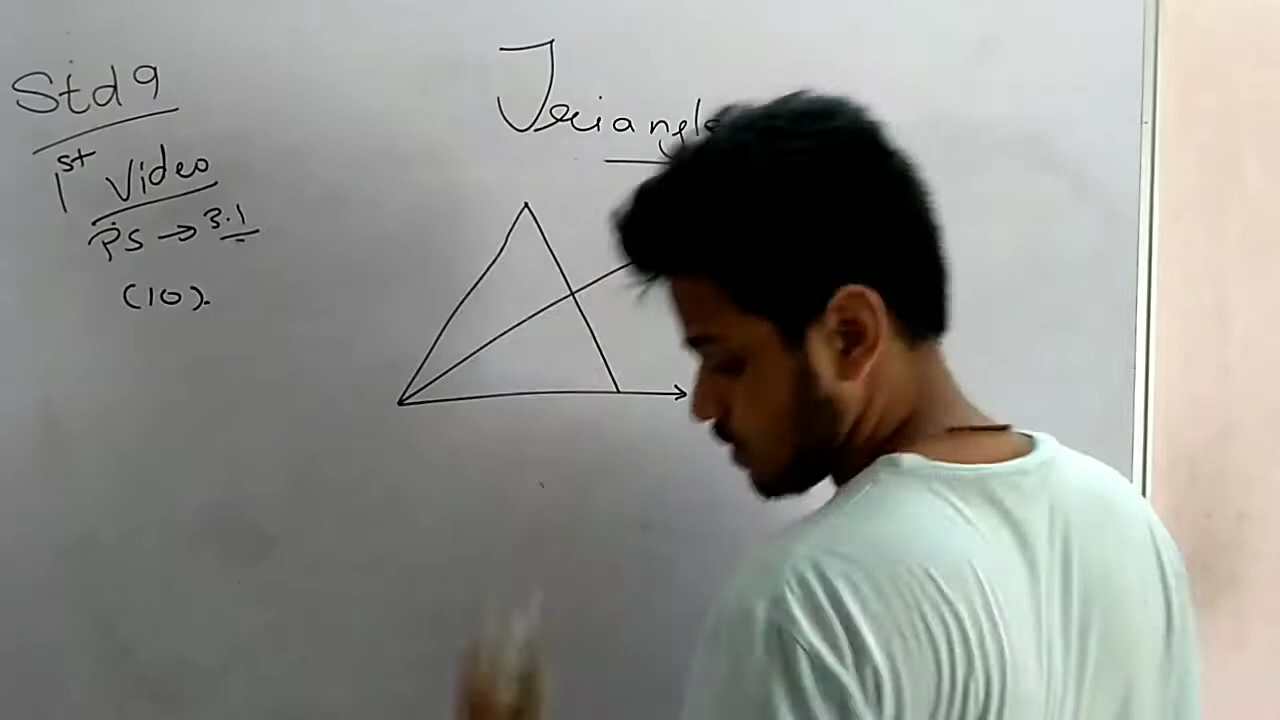 Std 9
1st Video
PS → 3.1
(10).
Triangle